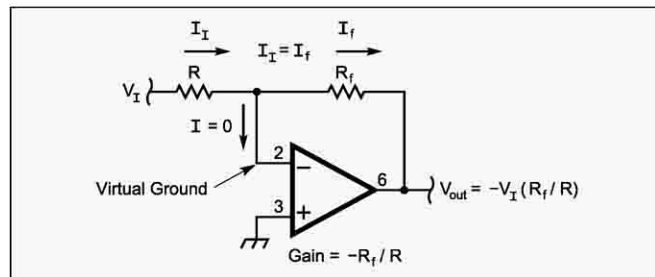 I_I
I_I = I_f
I_f
R
R_f
V_I
I = 0
2
Virtual Ground
6
V_out = −V_I (R_f / R)
3
−
+
Gain = −R_f / R